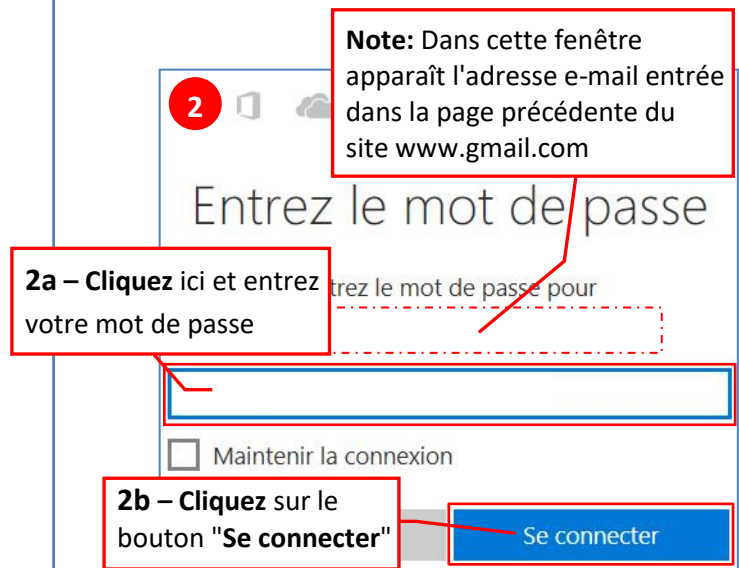 Note: Dans cette fenêtre
apparaît l'adresse e-mail entrée
dans la page précédente du
site www.gmail.com
2
Entrez le mot de passe
2a – Cliquez ici et entrez
votre mot de passe
trez le mot de passe pour
Maintenir la connexion
2b – Cliquez sur le
bouton "Se connecter"
Se connecter